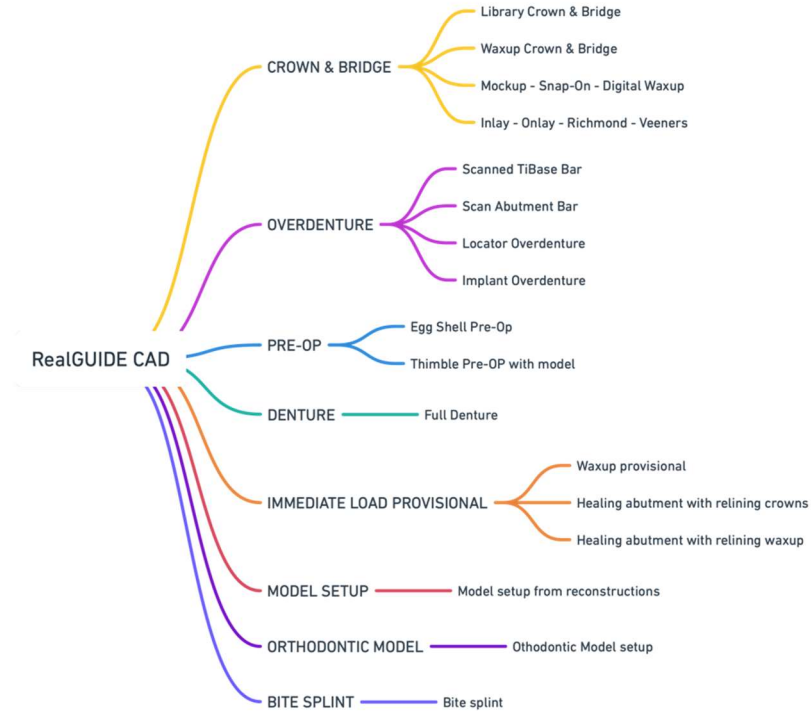 RealGUIDE CAD
CROWN & BRIDGE
Library Crown & Bridge
Waxup Crown & Bridge
Mockup - Snap-On - Digital Waxup
Inlay - Onlay - Richmond - Veeners
OVERDENTURE
Scanned TiBase Bar
Scan Abutment Bar
Locator Overdenture
Implant Overdenture
PRE-OP
Egg Shell Pre-Op
Thimble Pre-OP with model
DENTURE
Full Denture
IMMEDIATE LOAD PROVISIONAL
Waxup provisional
Healing abutment with relining crowns
Healing abutment with relining waxup
MODEL SETUP
Model setup from reconstructions
ORTHODONTIC MODEL
Othodontic Model setup
BITE SPLINT
Bite splint